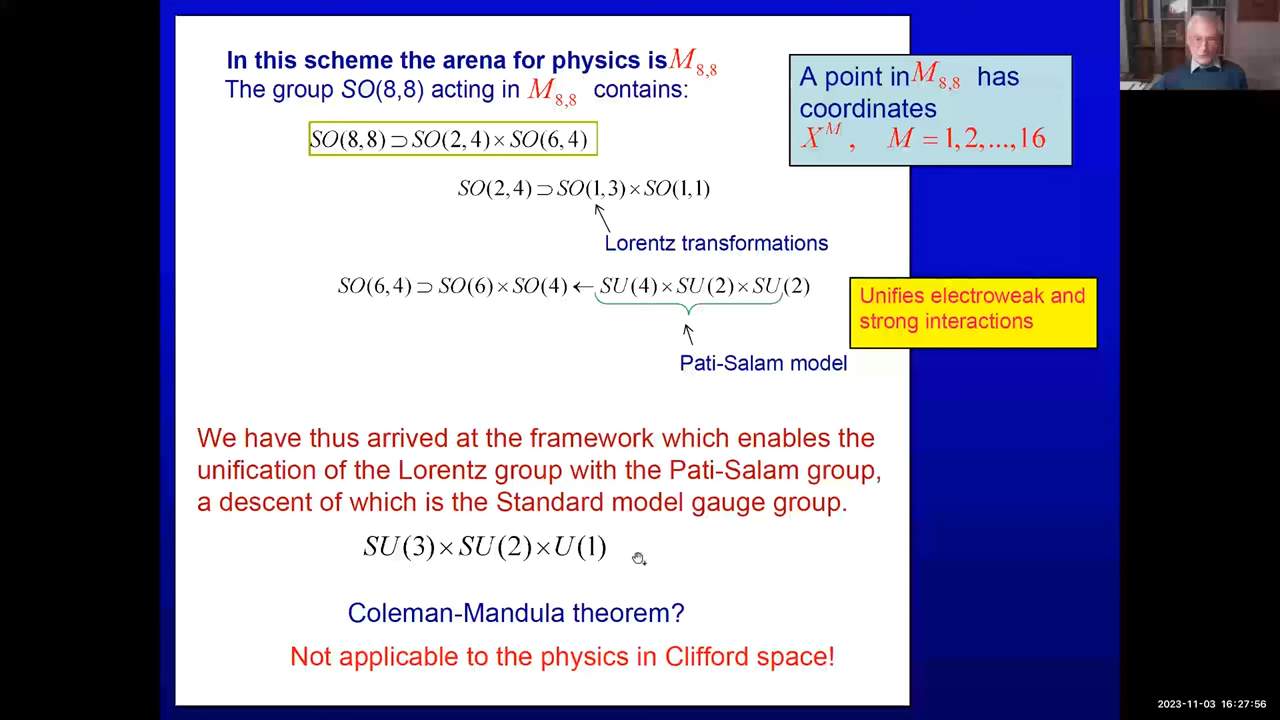 In this scheme the arena for physics is M8,8
The group SO(8,8) acting in M8,8 contains:
SO(8,8) ⊃ SO(2,4) × SO(6,4)
SO(2,4) ⊃ SO(1,3) × SO(1,1)
Lorentz transformations
SO(6,4) ⊃ SO(6) × SO(4) ← SU(4) × SU(2) × SU(2)
Pati-Salam model
A point in M8,8 has
coordinates
X^M, M = 1,2,...,16
Unifies electroweak and
strong interactions
We have thus arrived at the framework which enables the
unification of the Lorentz group with the Pati-Salam group,
a descent of which is the Standard model gauge group.
SU(3) × SU(2) × U(1)
Coleman-Mandula theorem?
Not applicable to the physics in Clifford space!
2023-11-03 16:27:56